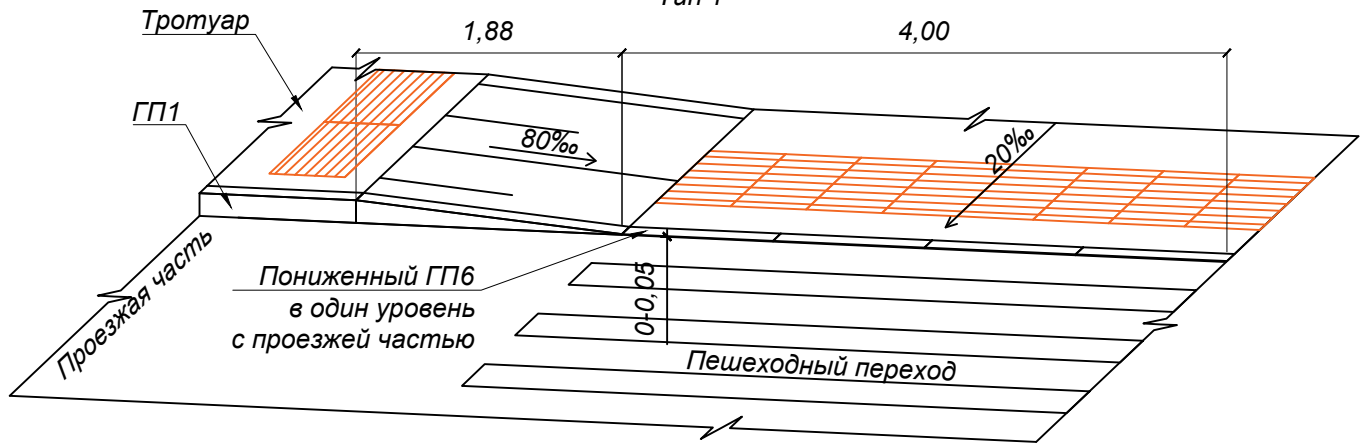 Тротуар
1,88
4,00
ГП1
80‰
20‰
Проезжая часть
Пониженный ГП6
в один уровень
с проезжей частью
0-0,05
Пешеходный переход